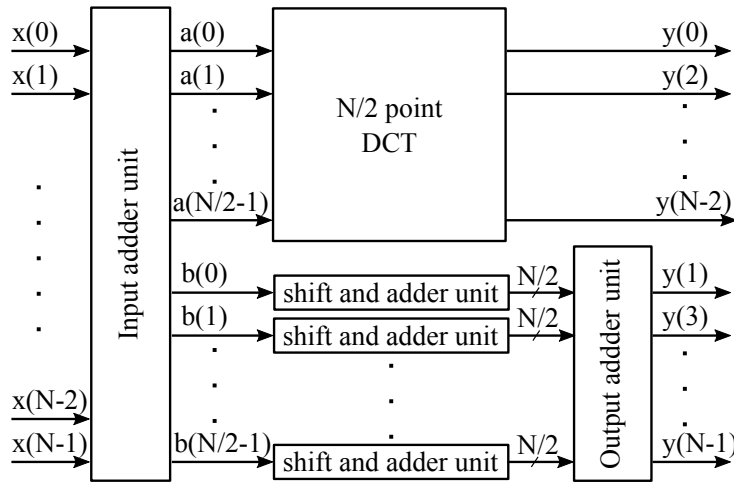 x(0)
x(1)
x(N-2)
x(N-1)
Input addder unit
a(0)
a(1)
a(N/2-1)
b(0)
b(1)
b(N/2-1)
N/2 point
DCT
shift and adder unit
shift and adder unit
shift and adder unit
N/2
N/2
N/2
Output addder unit
y(0)
y(2)
y(N-2)
y(1)
y(3)
y(N-1)